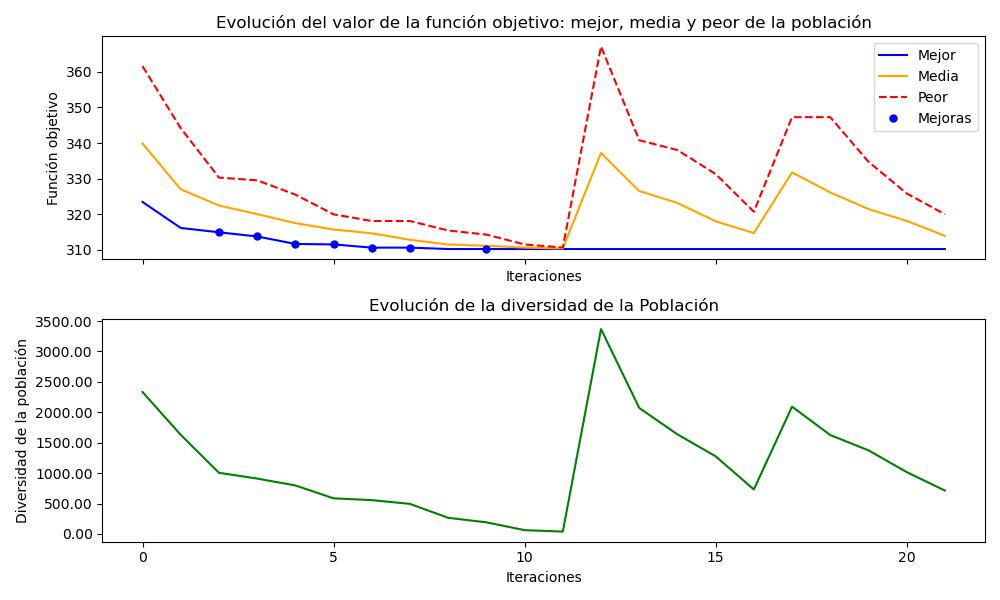 Evolución del valor de la función objetivo: mejor, media y peor de la población
Función objetivo
360
350
340
330
320
310
Mejor
Media
Peor
Mejoras
Iteraciones
Evolución de la diversidad de la Población
Diversidad de la población
3500.00
3000.00
2500.00
2000.00
1500.00
1000.00
500.00
0.00
0 5 10 15 20
Iteraciones